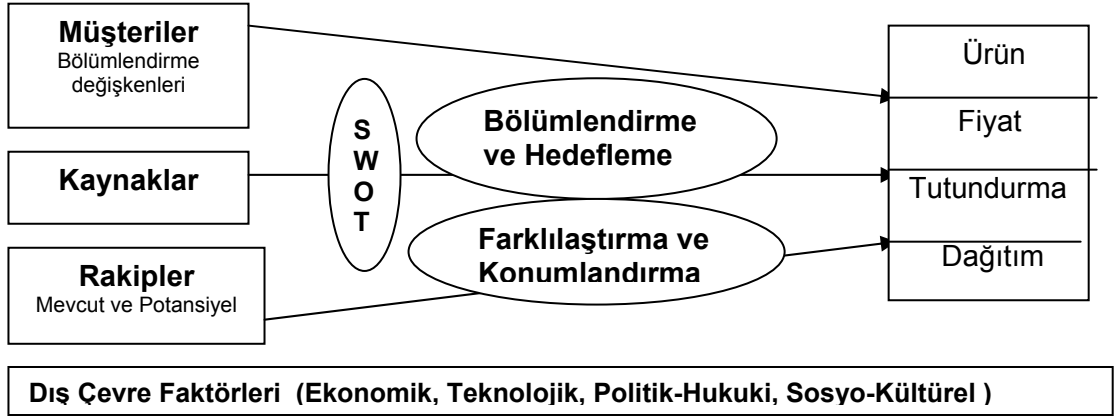 Müşteriler
Bölümlendirme
değişkenleri
Kaynaklar
Rakipler
Mevcut ve Potansiyel
S
W
O
T
Bölümlendirme
ve Hedefleme
Farklılaştırma ve
Konumlandırma
Ürün
Fiyat
Tutundurma
Dağıtım
Dış Çevre Faktörleri (Ekonomik, Teknolojik, Politik-Hukuki, Sosyo-Kültürel )